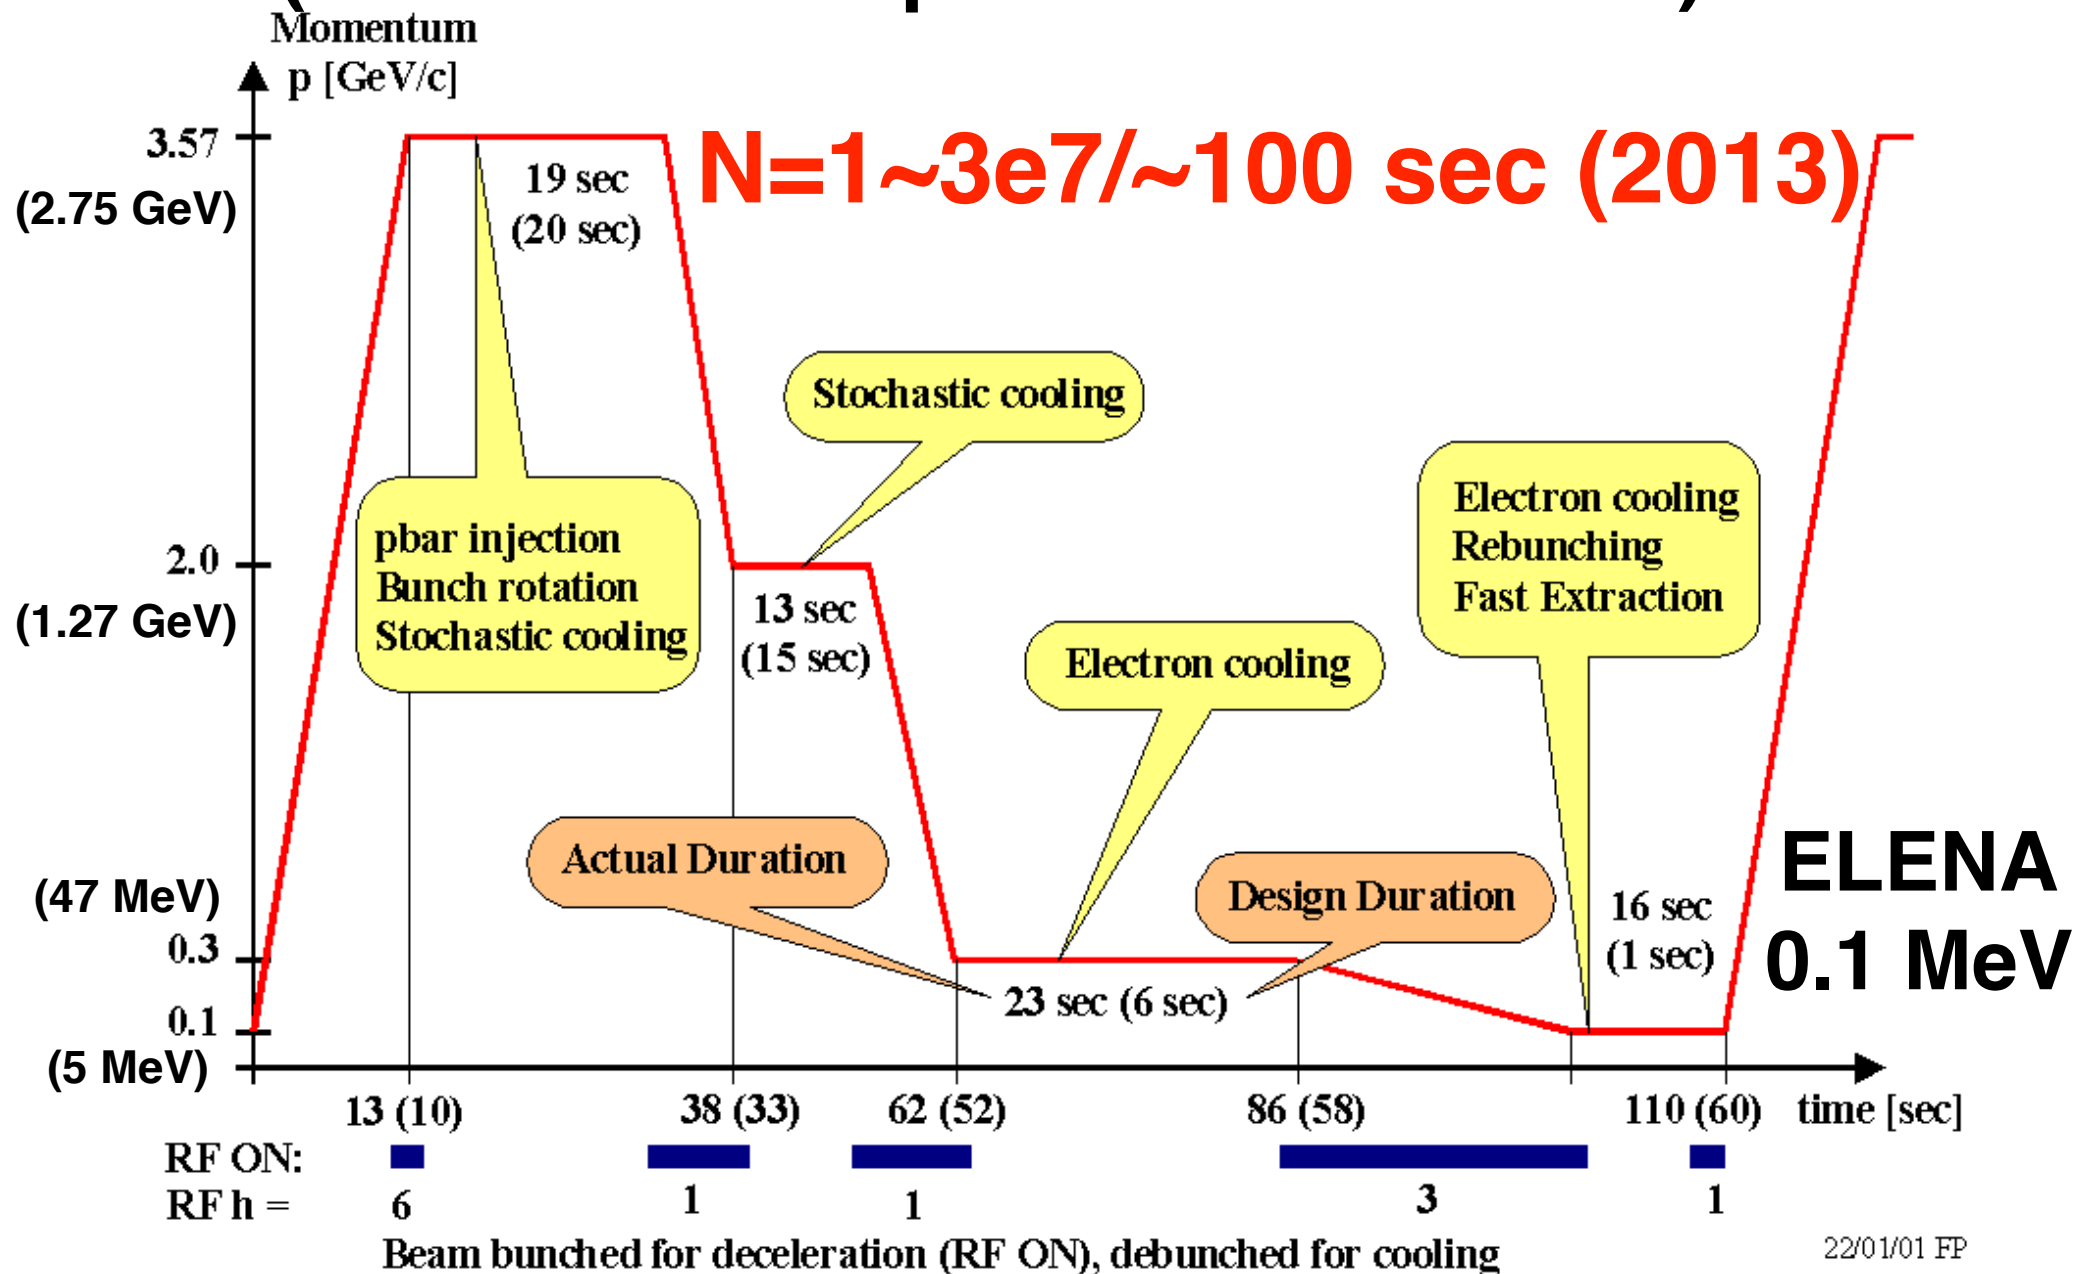 Momentum
p [GeV/c]
3.57
(2.75 GeV)
19 sec
(20 sec)
N=1~3e7/~100 sec (2013)
Stochastic cooling
pbar injection
Bunch rotation
Stochastic cooling
2.0
(1.27 GeV)
13 sec
(15 sec)
Electron cooling
Electron cooling
Rebunching
Fast Extraction
Actual Duration
Design Duration
(47 MeV)
0.3
23 sec (6 sec)
16 sec
(1 sec)
ELENA
0.1 MeV
0.1
(5 MeV)
13 (10) 38 (33) 62 (52) 86 (58) 110 (60) time [sec]
RF ON:
RF h = 6 1 1 3 1
Beam bunched for deceleration (RF ON), debunched for cooling
22/01/01 FP